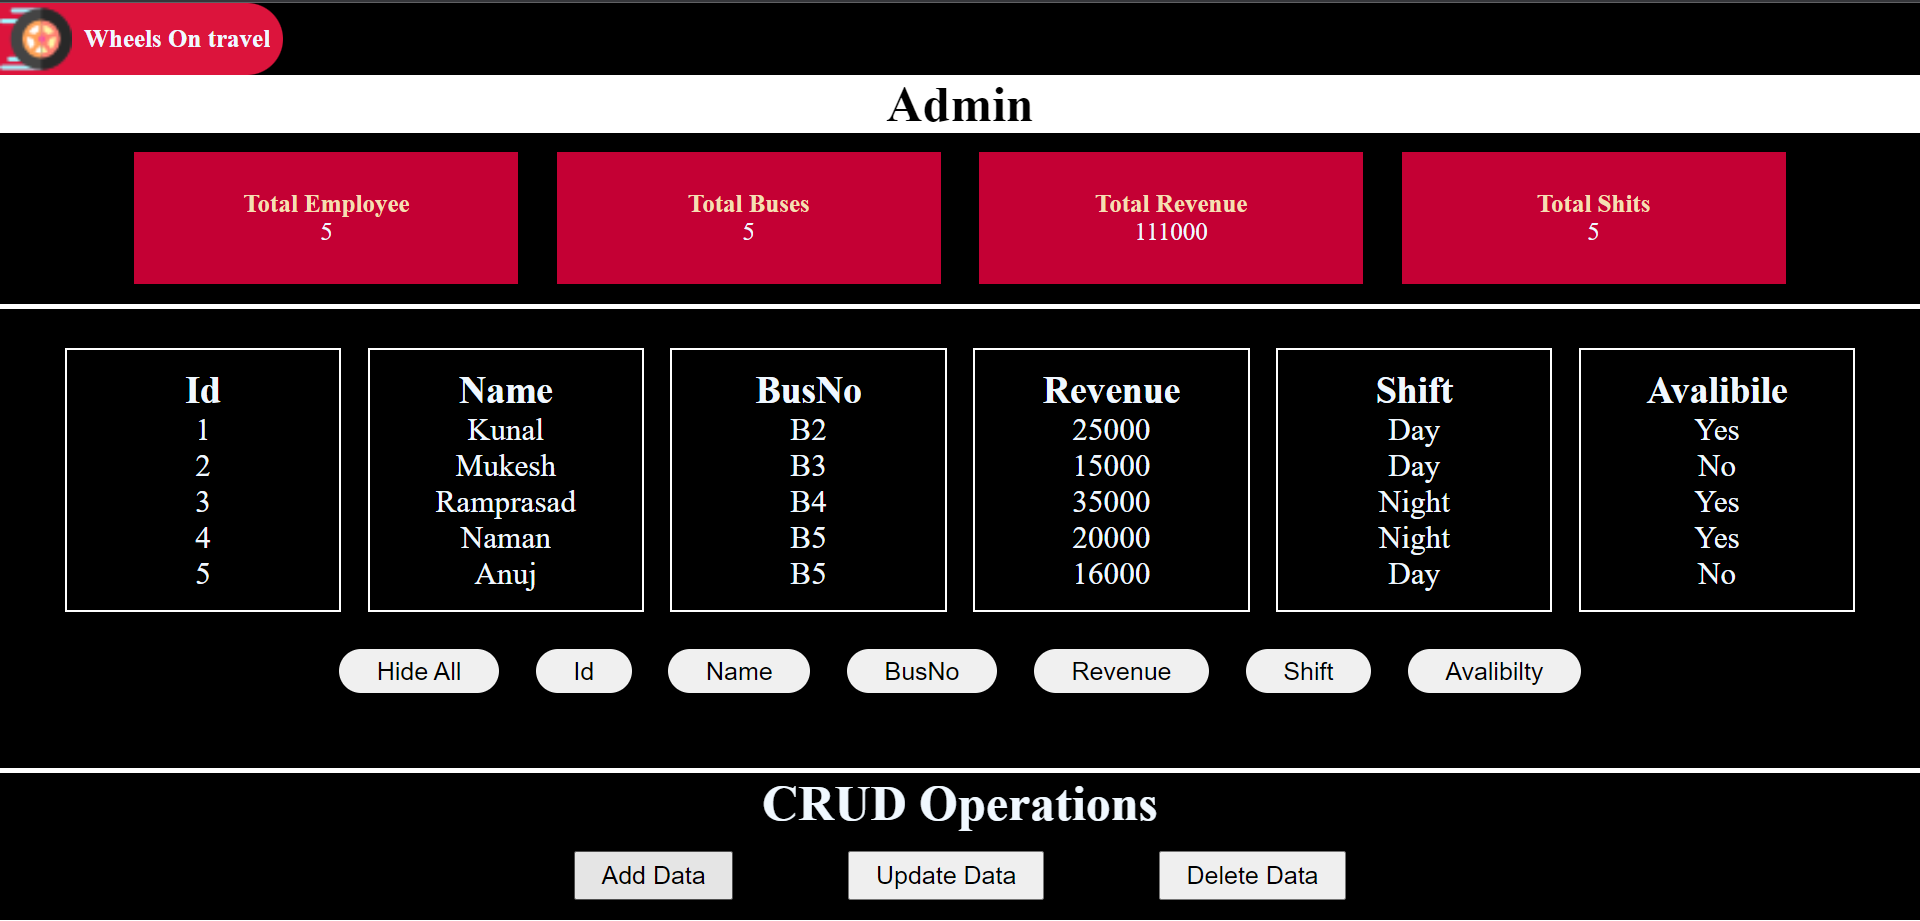 Wheels On travel
Admin
Total Employee
5
Total Buses
5
Total Revenue
111000
Total Shits
5
Id
1
2
3
4
5
Name
Kunal
Mukesh
Ramprasad
Naman
Anuj
BusNo
B2
B3
B4
B5
B5
Revenue
25000
15000
35000
20000
16000
Shift
Day
Day
Night
Night
Day
Avalibile
Yes
No
Yes
Yes
No
Hide All Id Name BusNo Revenue Shift Avalibilty
CRUD Operations
Add Data Update Data Delete Data